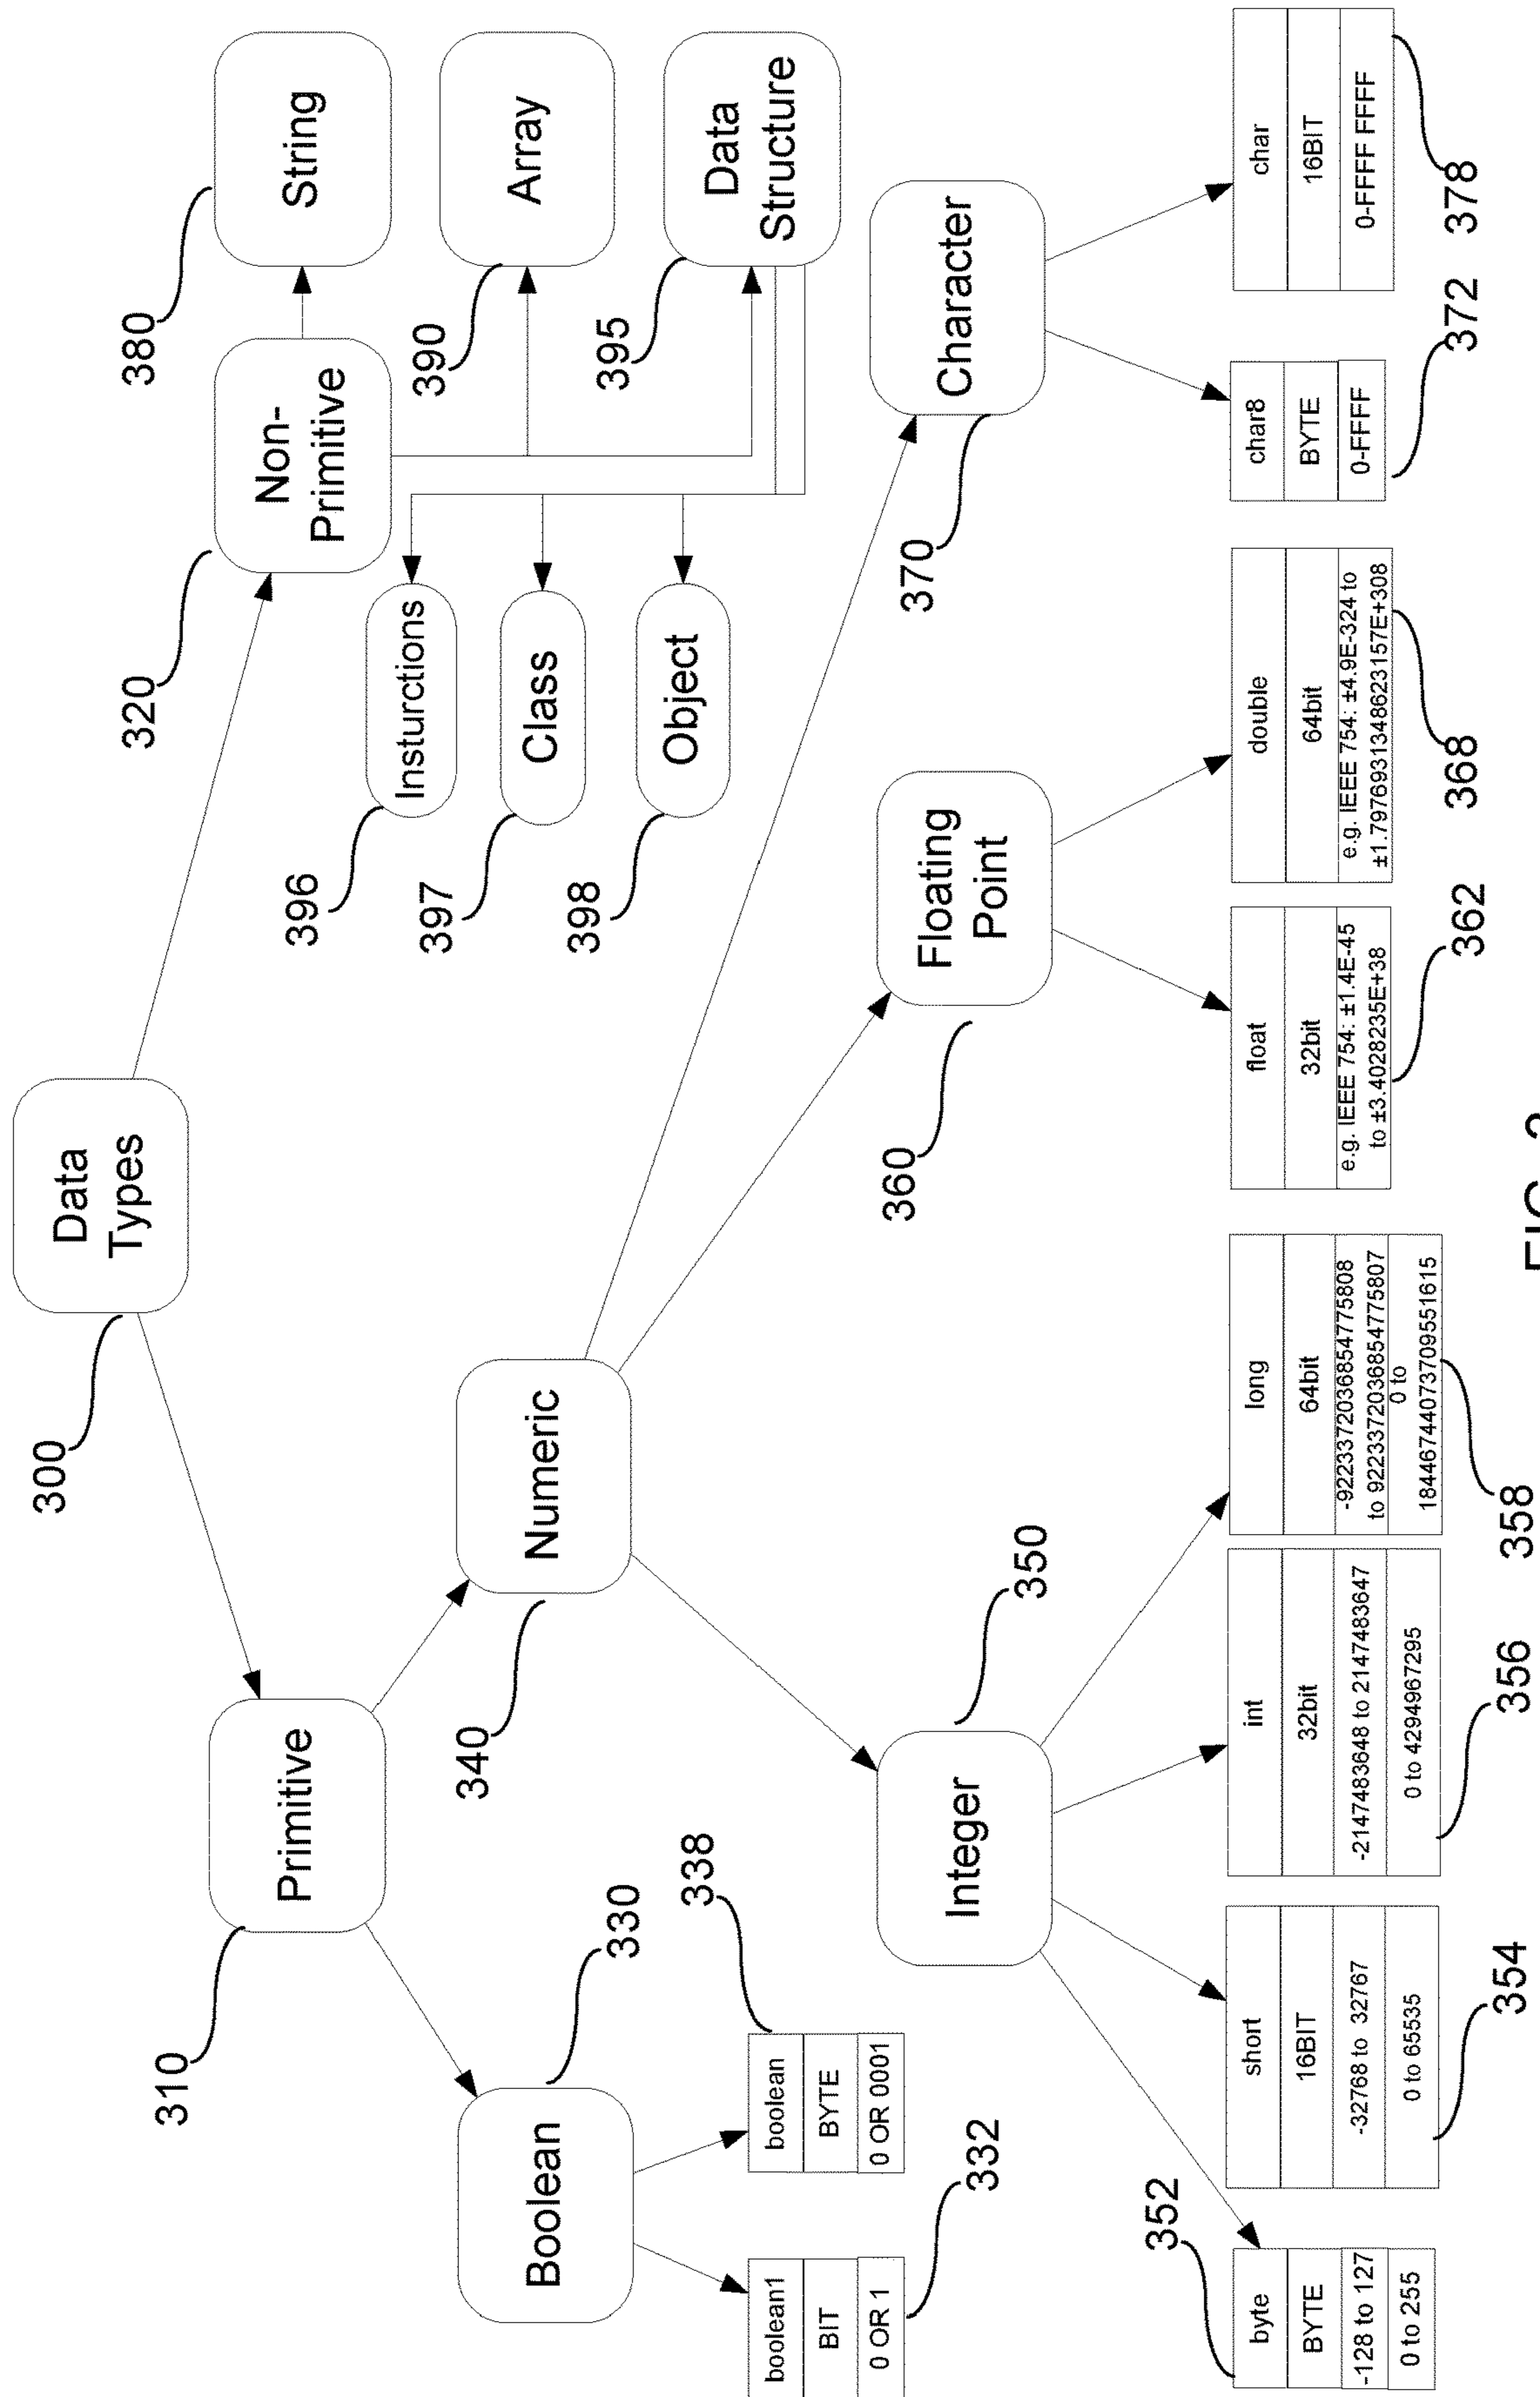 Data
Types
300
Primitive
310
Non-
Primitive
320
String
380
Array
390
Data
Structure
395
Insturctions
396
Class
397
Object
398
Boolean
330
Numeric
340
boolean1
BIT
0 OR 1
332
boolean
BYTE
0 OR 0001
338
Integer
350
Floating
Point
360
Character
370
byte
BYTE
-128 to 127
0 to 255
352
short
16BIT
-32768 to 32767
0 to 65535
354
int
32bit
-2147483648 to 2147483647
0 to 4294967295
356
long
64bit
-9223372036854775808
to 9223372036854775807
0 to
18446744073709551615
358
float
32bit
e.g. IEEE 754: ±1.4E-45
to ±3.4028235E+38
362
double
64bit
e.g. IEEE 754: ±4.9E-324 to
±1.7976931348623157E+308
368
char8
BYTE
0-FFFF
372
char
16BIT
0-FFFF FFFF
378